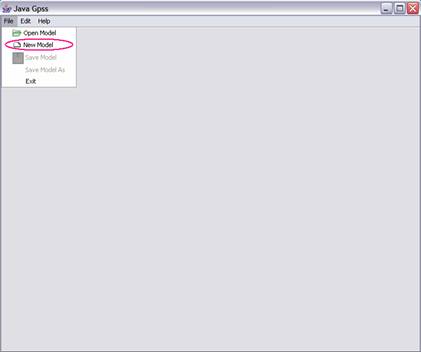 Java Gpss
File Edit Help
Open Model
New Model
Save Model
Save Model As
Exit